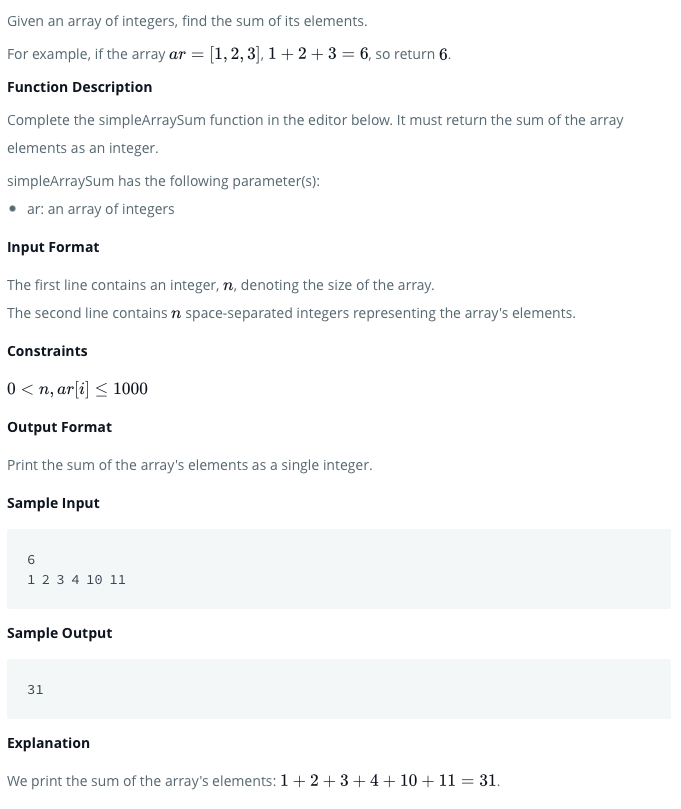 Given an array of integers, find the sum of its elements.
For example, if the array ar = [1, 2, 3], 1 + 2 + 3 = 6, so return 6.
Function Description
Complete the simpleArraySum function in the editor below. It must return the sum of the array
elements as an integer.
simpleArraySum has the following parameter(s):
• ar: an array of integers
Input Format
The first line contains an integer, n, denoting the size of the array.
The second line contains n space-separated integers representing the array's elements.
Constraints
0 < n, ar[i] ≤ 1000
Output Format
Print the sum of the array's elements as a single integer.
Sample Input
6
1 2 3 4 10 11
Sample Output
31
Explanation
We print the sum of the array's elements: 1 + 2 + 3 + 4 + 10 + 11 = 31.